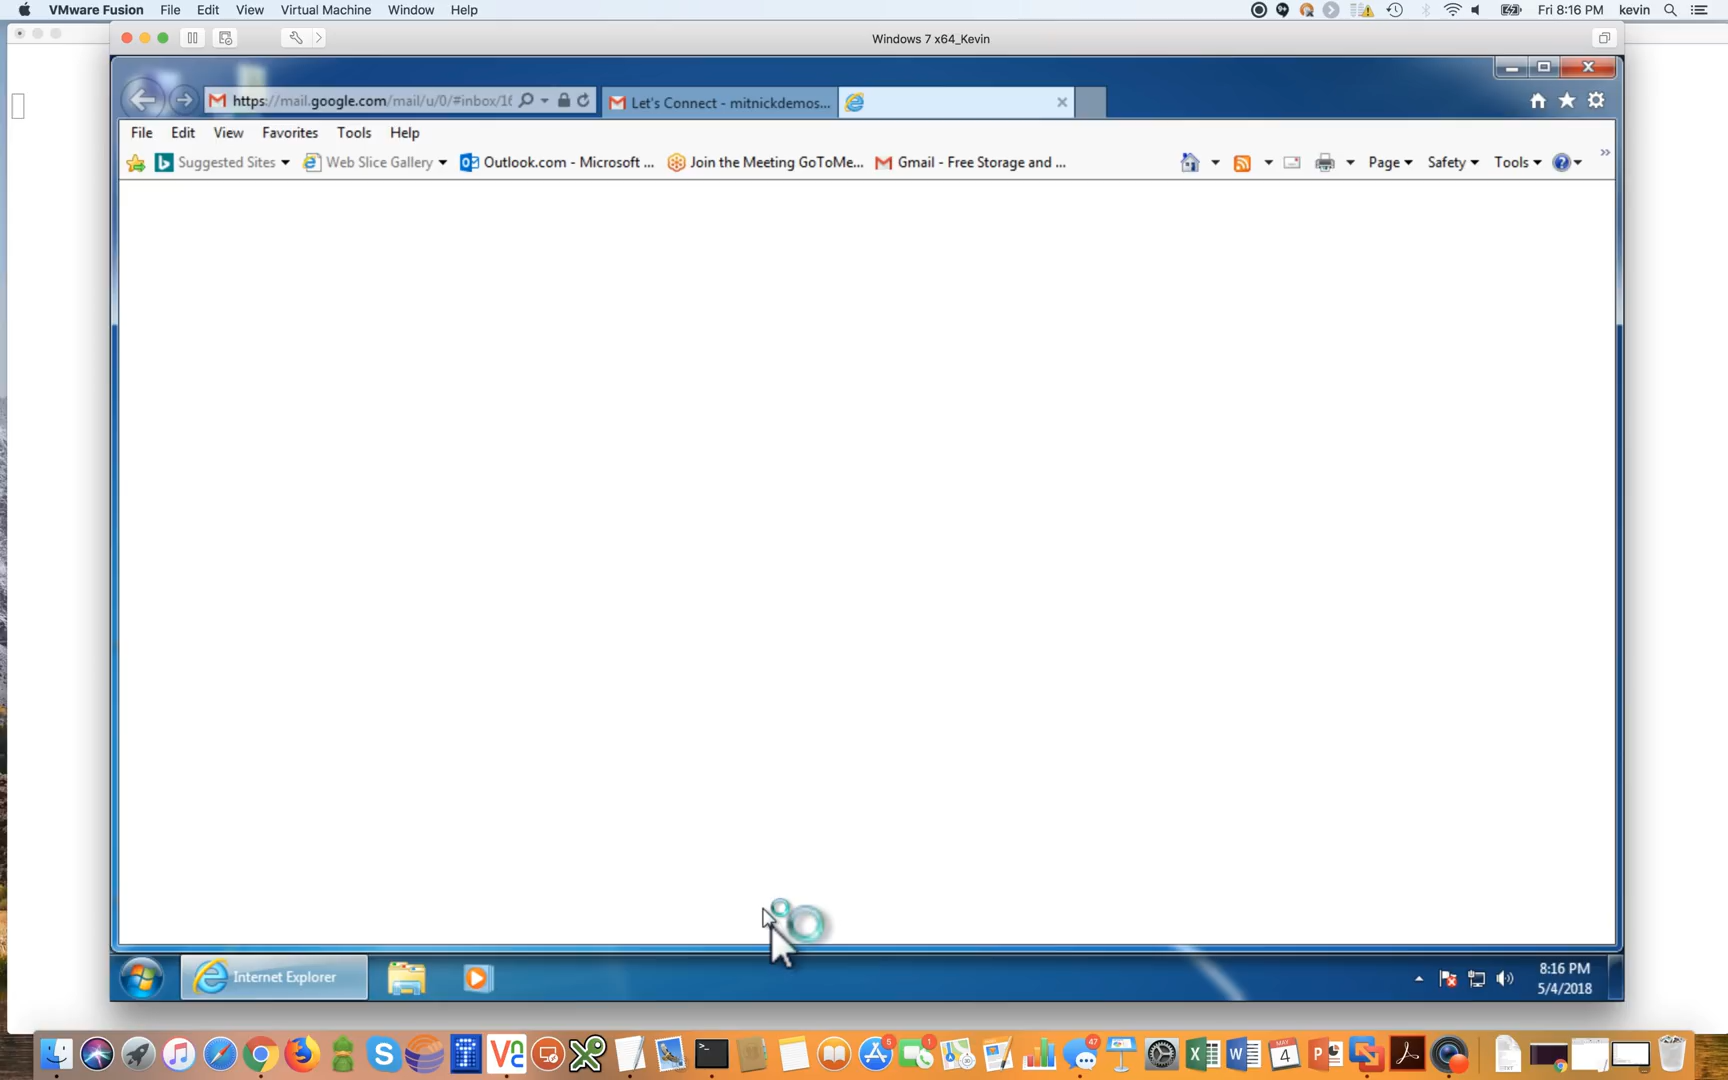 VMware Fusion File Edit View Virtual Machine Window Help Fri 8:16 PM kevin
Windows 7 x64_Kevin
https://mail.google.com/mail/u/0/#inbox/16 Let's Connect - mitnickdemos...
File Edit View Favorites Tools Help
Suggested Sites Web Slice Gallery Outlook.com - Microsoft ... Join the Meeting GoToMe... Gmail - Free Storage and ... Page Safety Tools
Internet Explorer
8:16 PM
5/4/2018